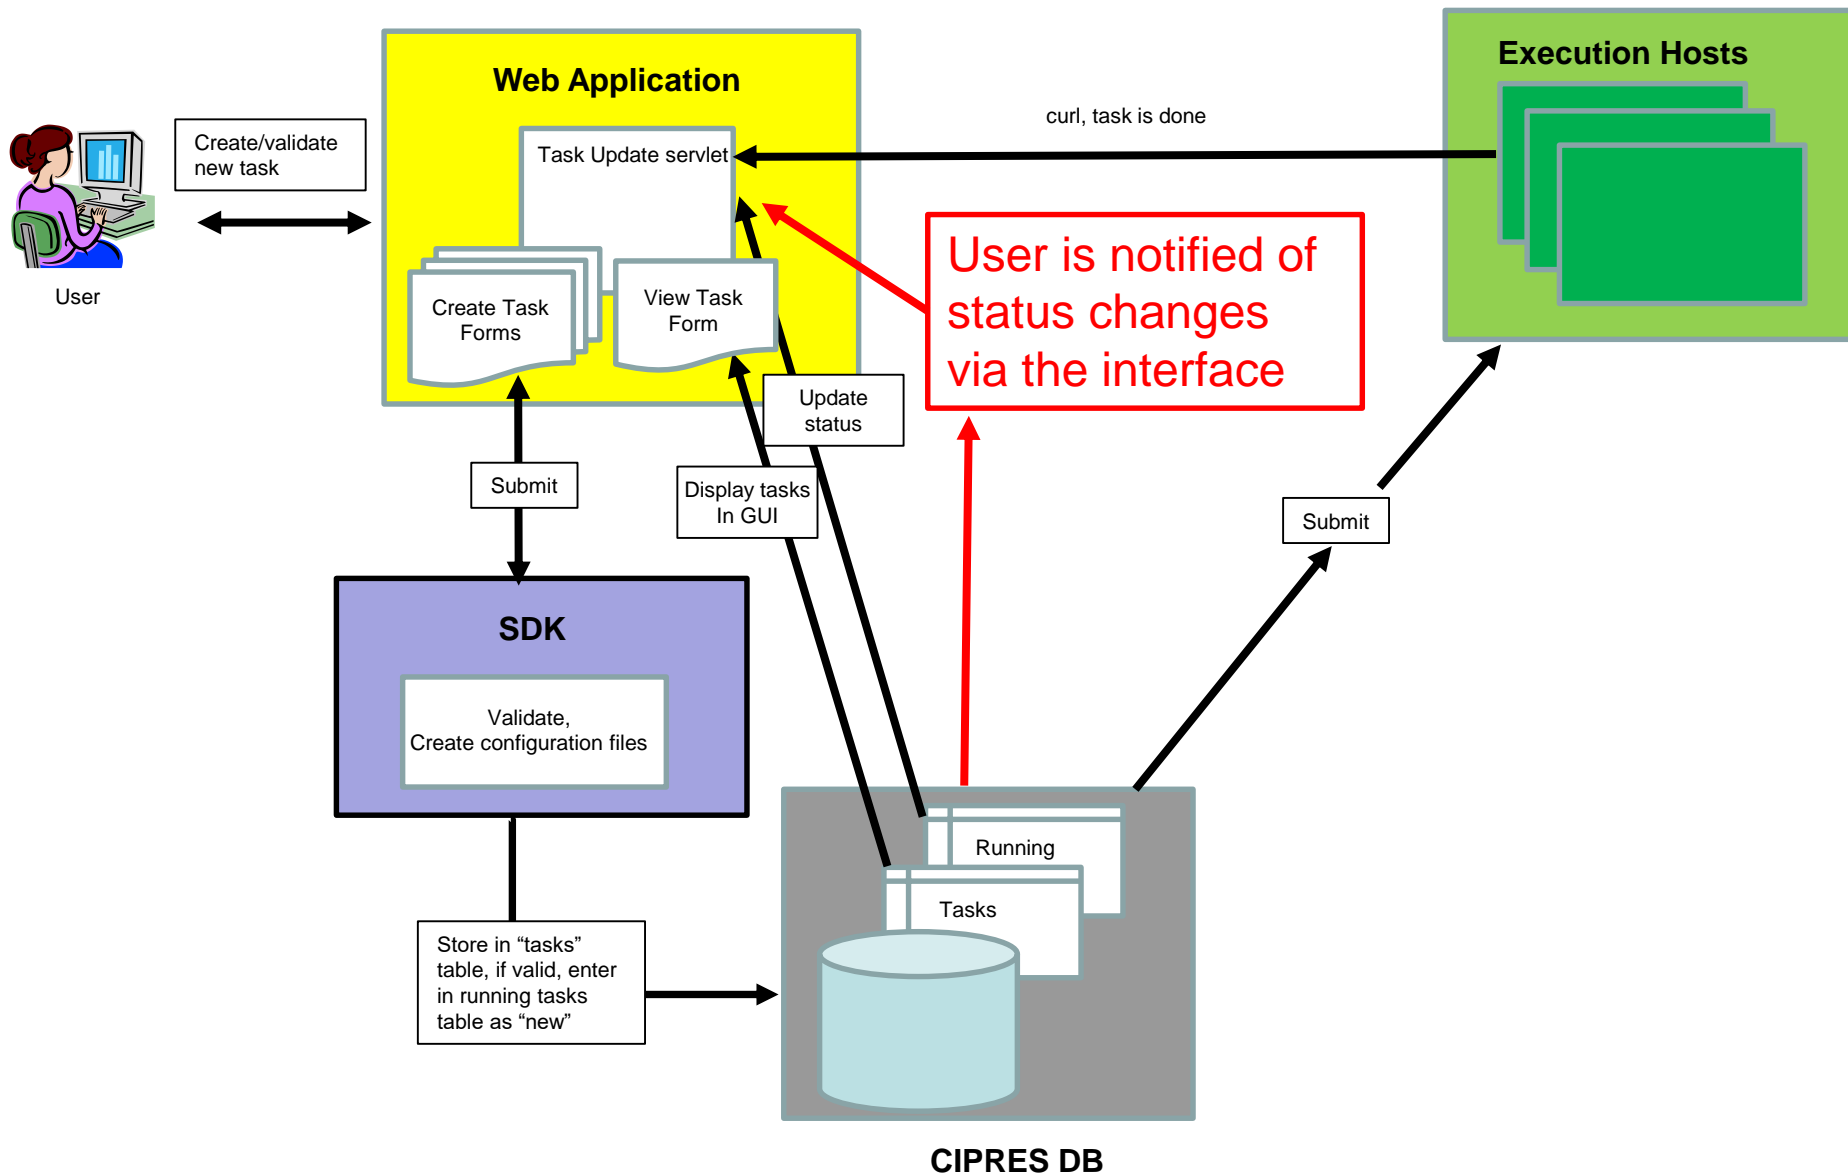 Web Application
Execution Hosts
curl, task is done
Create/validate
new task
Task Update servlet
User
User is notified of
status changes
via the interface
Create Task
Forms
View Task
Form
Update
status
Submit
Display tasks
In GUI
Submit
SDK
Validate,
Create configuration files
Running
Tasks
Store in “tasks”
table, if valid, enter
in running tasks
table as “new”
CIPRES DB